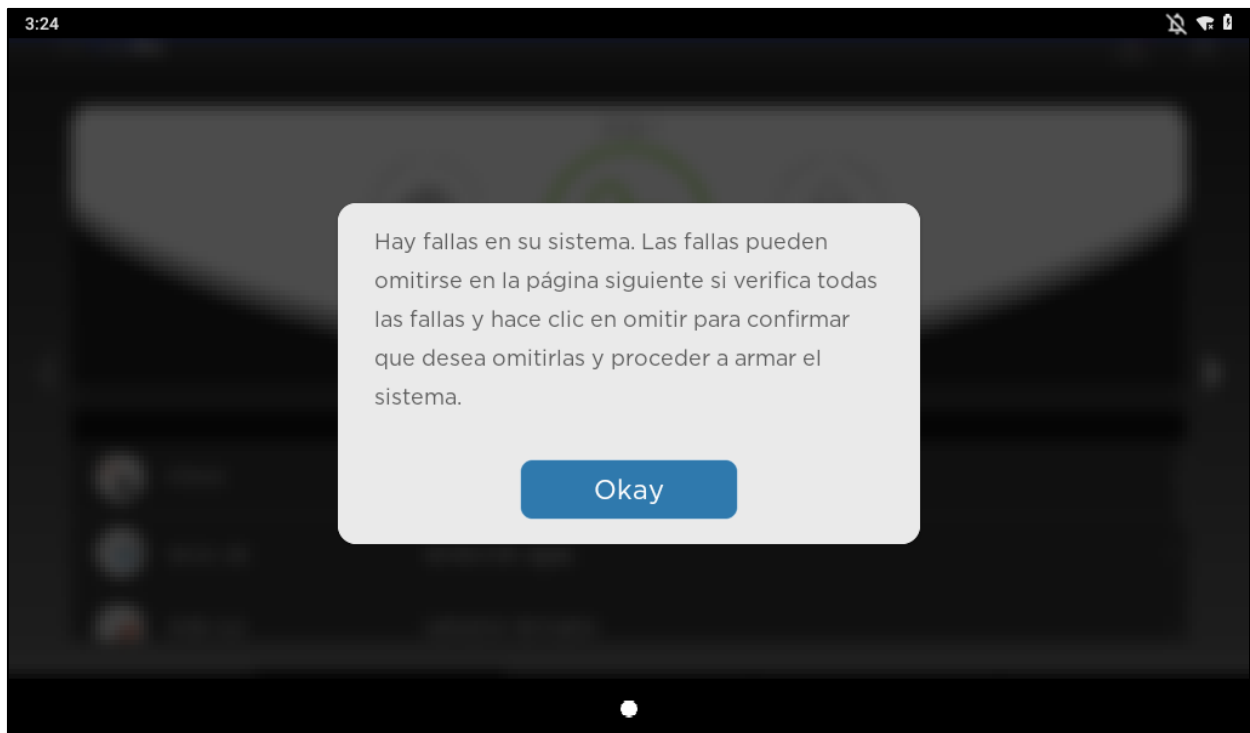 3:24
Hay fallas en su sistema. Las fallas pueden
omitirse en la página siguiente si verifica todas
las fallas y hace clic en omitir para confirmar
que desea omitirlas y proceder a armar el
sistema.
Okay